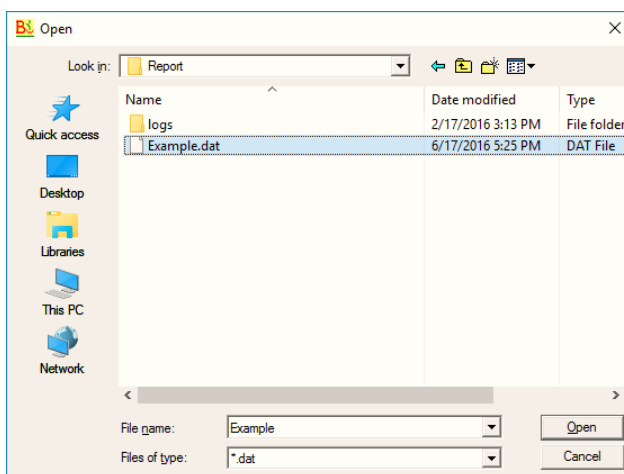 Open
Look in: Report
Name Date modified Type
logs 2/17/2016 3:13 PM File folder
Example.dat 6/17/2016 5:25 PM DAT File
Quick access
Desktop
Libraries
This PC
Network
File name: Example Open
Files of type: *.dat Cancel